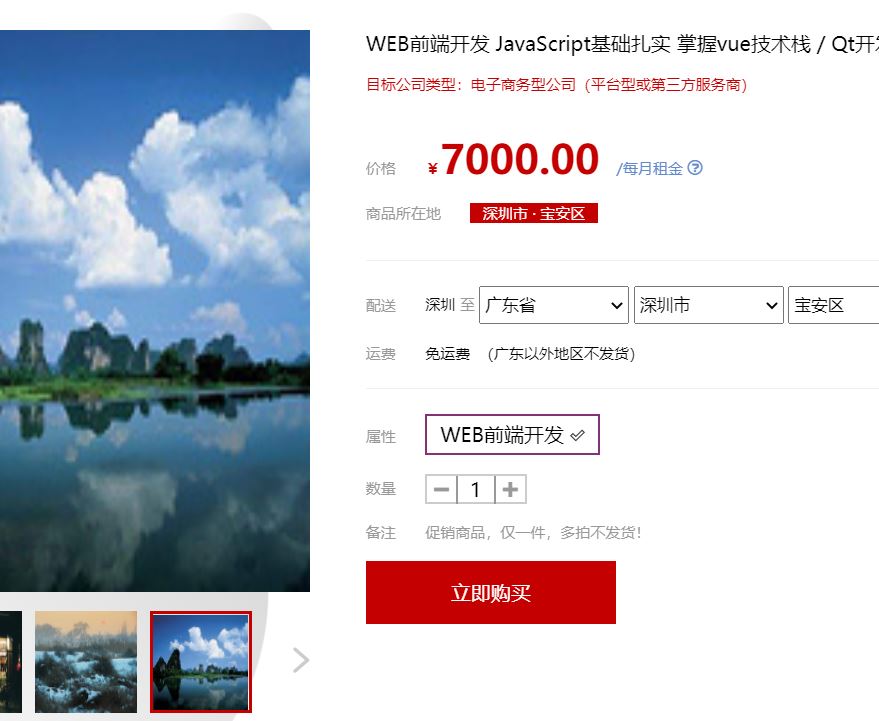 WEB前端开发 JavaScript基础扎实 掌握vue技术栈 / Qt开
目标公司类型：电子商务型公司（平台型或第三方服务商）
价格 ¥7000.00 /每月租金 ?
商品所在地 深圳市 · 宝安区
配送 深圳 至 广东省 深圳市 宝安区
运费 免运费 （广东以外地区不发货）
属性 WEB前端开发
数量 1
备注 促销商品，仅一件，多拍不发货！
立即购买